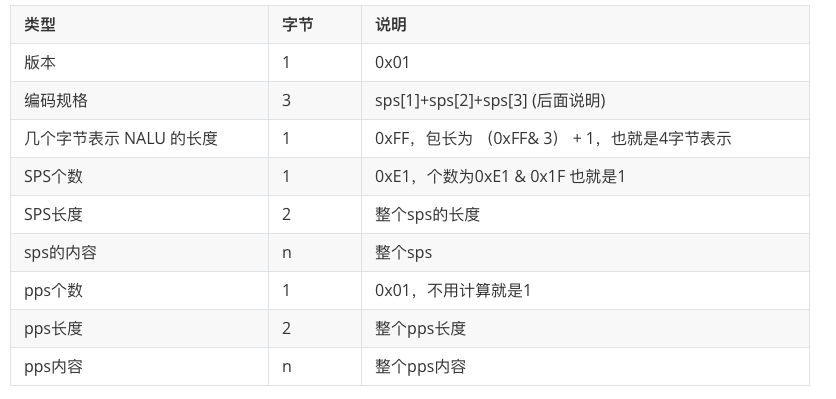 类型 字节 说明
版本 1 0x01
编码规格 3 sps[1]+sps[2]+sps[3] (后面说明)
几个字节表示 NALU 的长度 1 0xFF，包长为 （0xFF& 3） + 1，也就是4字节表示
SPS个数 1 0xE1，个数为0xE1 & 0x1F 也就是1
SPS长度 2 整个sps的长度
sps的内容 n 整个sps
pps个数 1 0x01，不用计算就是1
pps长度 2 整个pps长度
pps内容 n 整个pps内容